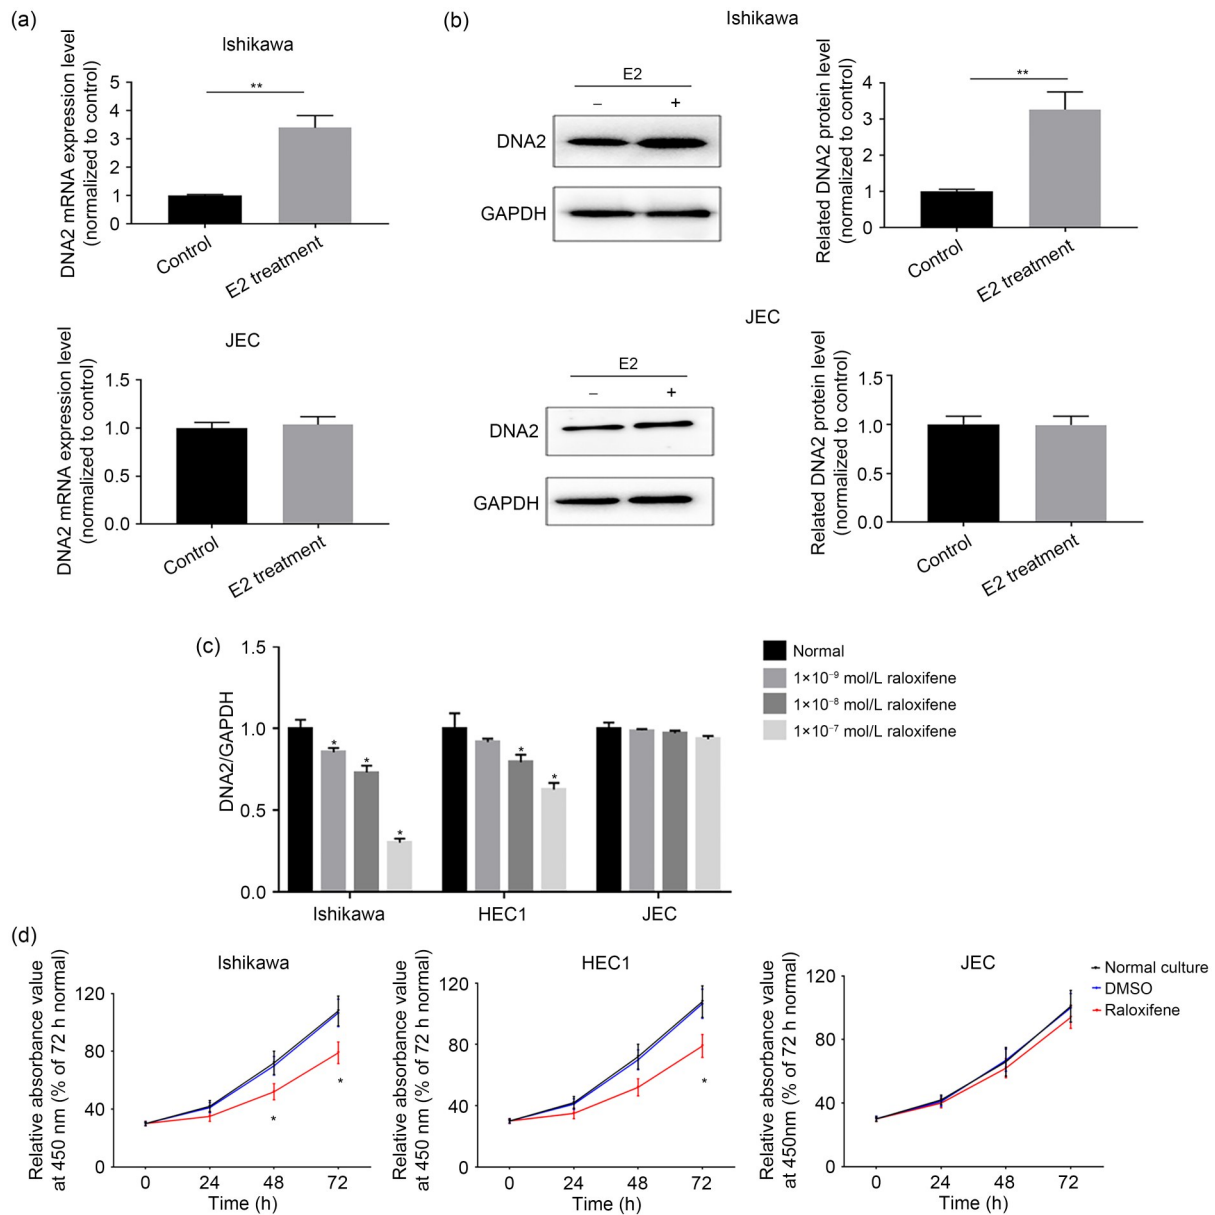 (a)
Ishikawa
DNA2 mRNA expression level
(normalized to control)
5
4
3
2
1
0
**
Control
E2 treatment
JEC
DNA2 mRNA expression level
(normalized to control)
1.5
1.0
0.5
0.0
Control
E2 treatment
(b)
Ishikawa
E2
– +
DNA2
GAPDH
Related DNA2 protein level
(normalized to control)
4
3
2
1
0
**
Control
E2 treatment
JEC
E2
– +
DNA2
GAPDH
Related DNA2 protein level
(normalized to control)
1.5
1.0
0.5
0.0
Control
E2 treatment
(c)
DNA2/GAPDH
1.5
1.0
0.5
0.0
* * *
* *
Ishikawa HEC1 JEC
Normal
1×10⁻⁹ mol/L raloxifene
1×10⁻⁸ mol/L raloxifene
1×10⁻⁷ mol/L raloxifene
(d)
Ishikawa
Relative absorbance value
at 450 nm (% of 72 h normal)
120
80
40
0
* *
0 24 48 72
Time (h)
HEC1
Relative absorbance value
at 450 nm (% of 72 h normal)
120
80
40
0
*
0 24 48 72
Time (h)
JEC
Relative absorbance value
at 450nm (% of 72 h normal)
120
80
40
0
0 24 48 72
Time (h)
Normal culture
DMSO
Raloxifene